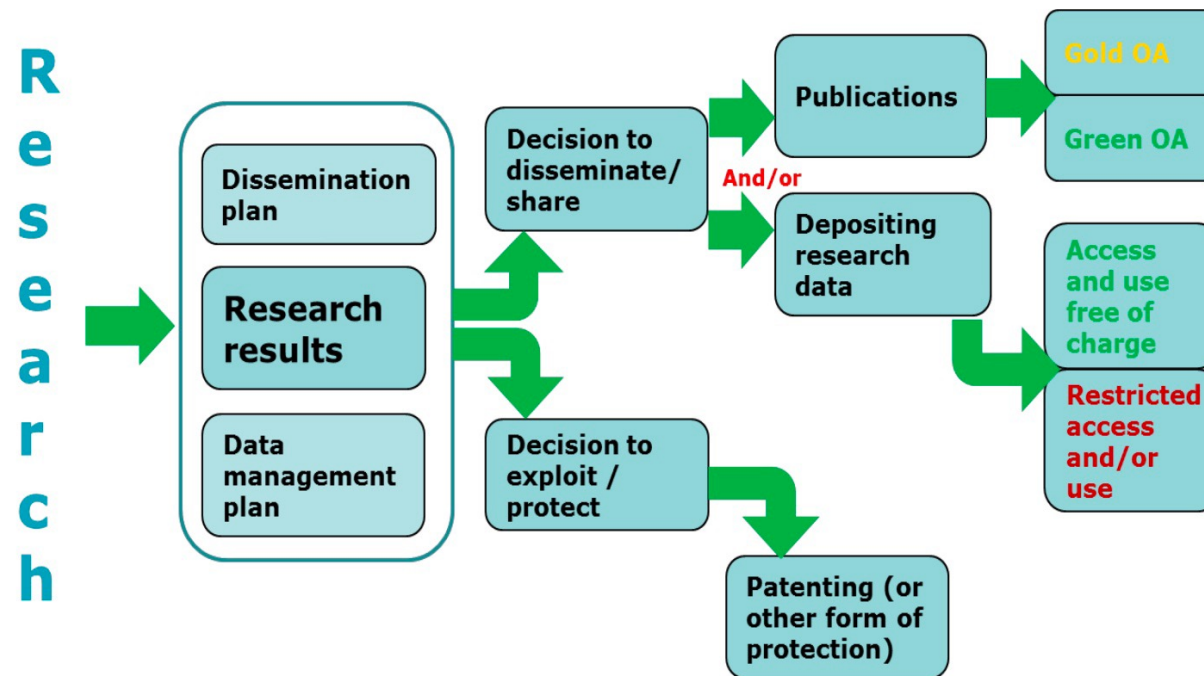 Research
Dissemination
plan
Research
results
Data
management
plan
Decision to
disseminate/
share
Decision to
exploit /
protect
And/or
Publications
Depositing
research
data
Patenting (or
other form of
protection)
Gold OA
Green OA
Access
and use
free of
charge
Restricted
access
and/or
use